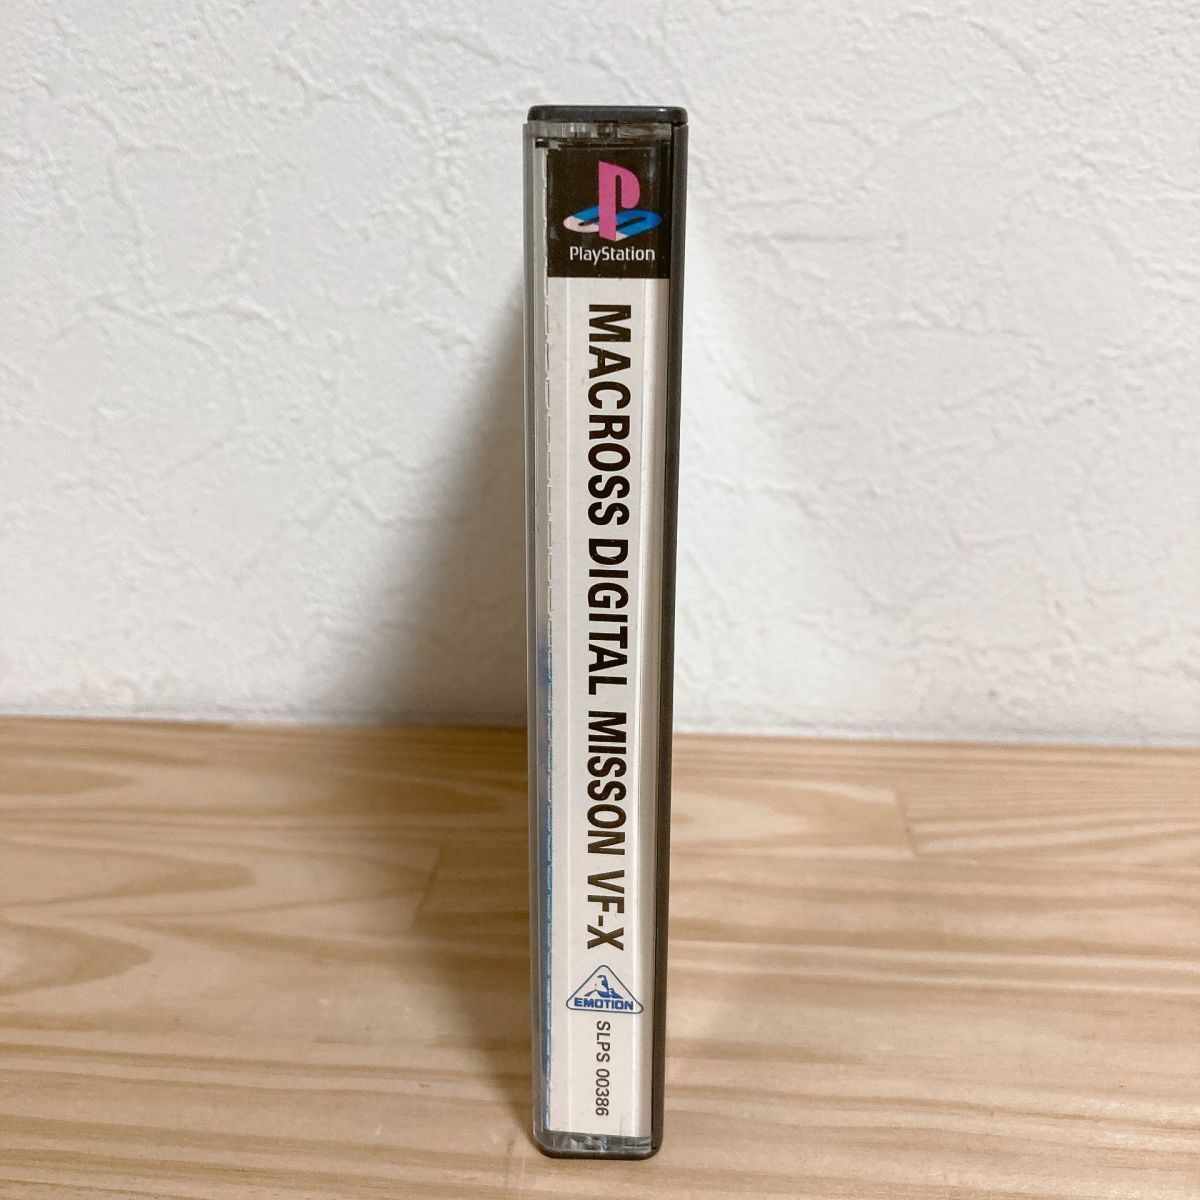 PlayStation
MACROSS DIGITAL MISSON VF-X
EMOTION
SLPS 00386